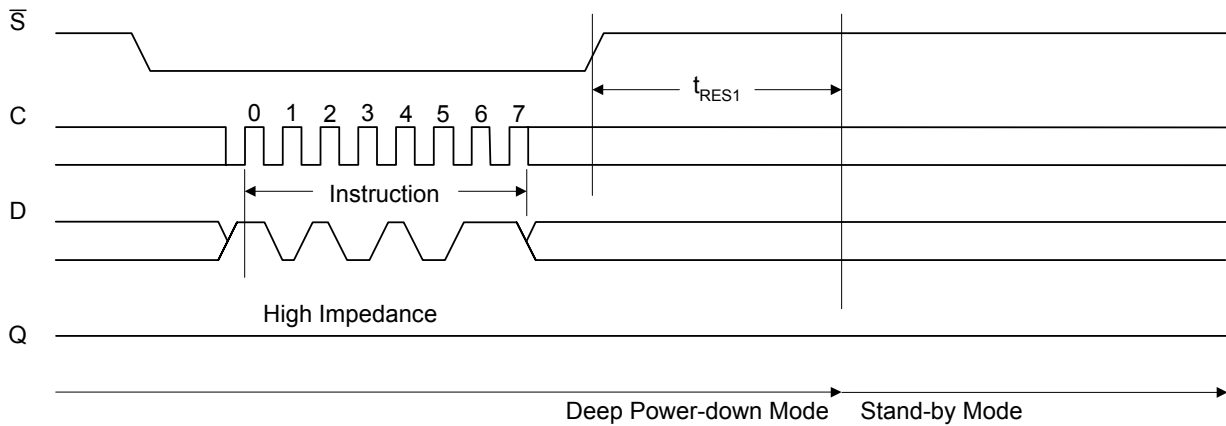 S̅
t_RES1
C
0 1 2 3 4 5 6 7
Instruction
D
High Impedance
Q
Deep Power-down Mode Stand-by Mode